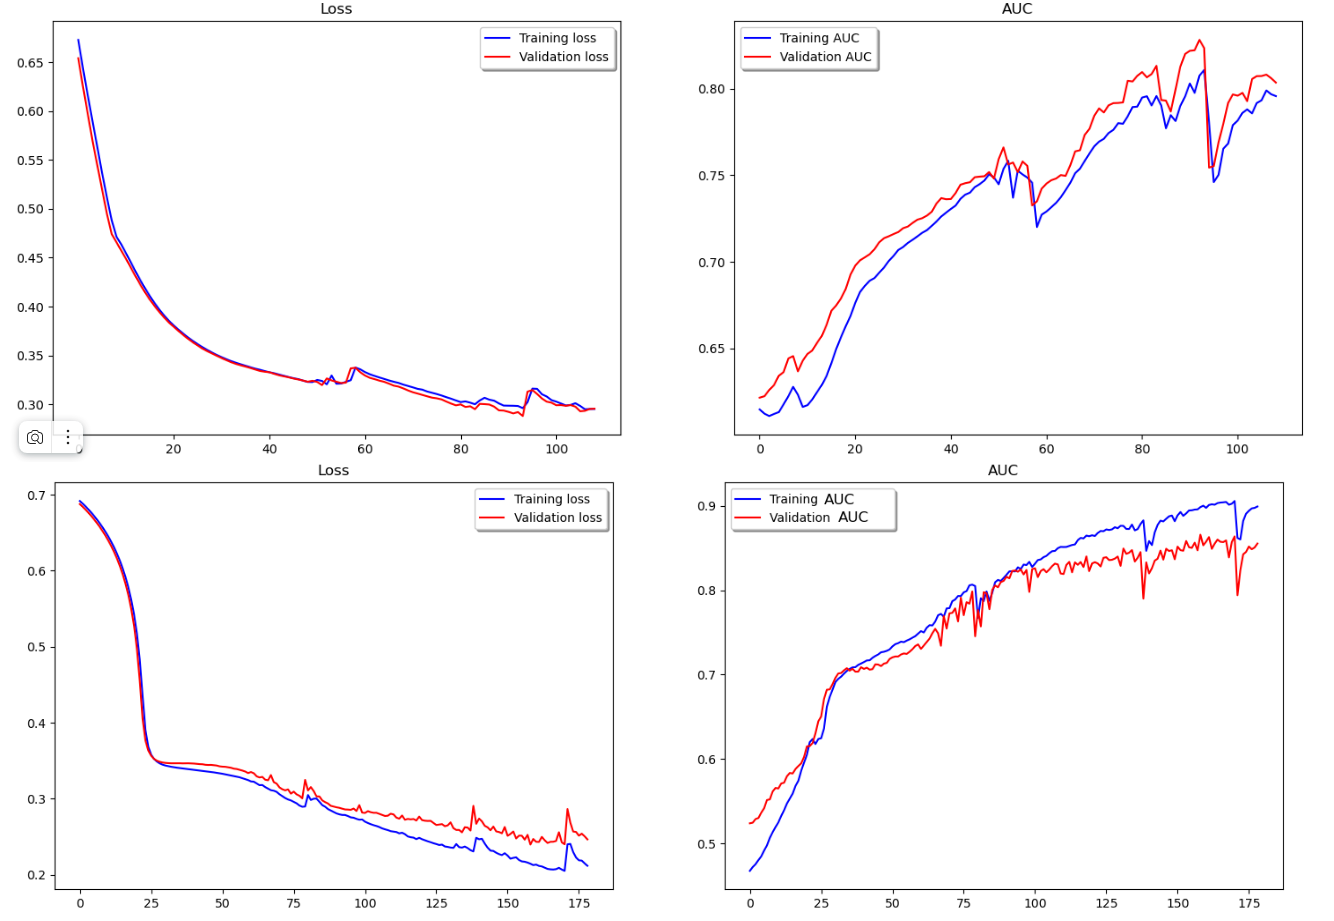 Loss
Training loss
Validation loss
0.65
0.60
0.55
0.50
0.45
0.40
0.35
0.30
0 20 40 60 80 100
AUC
Training AUC
Validation AUC
0.80
0.75
0.70
0.65
0 20 40 60 80 100
Loss
Training loss
Validation loss
0.7
0.6
0.5
0.4
0.3
0.2
0 25 50 75 100 125 150 175
AUC
Training AUC
Validation AUC
0.9
0.8
0.7
0.6
0.5
0 25 50 75 100 125 150 175